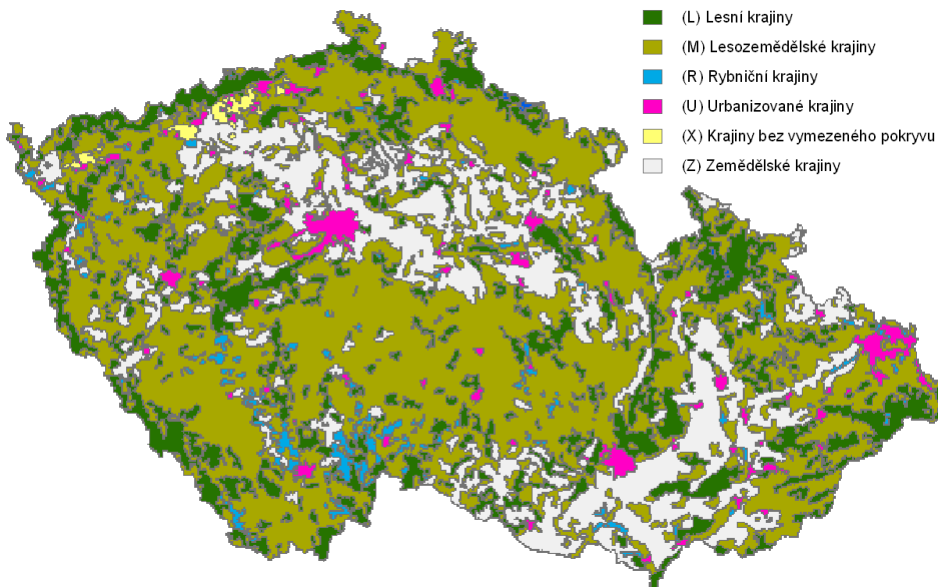 (L) Lesní krajiny
(M) Lesozemědělské krajiny
(R) Rybniční krajiny
(U) Urbanizované krajiny
(X) Krajiny bez vymezeného pokryvu
(Z) Zemědělské krajiny